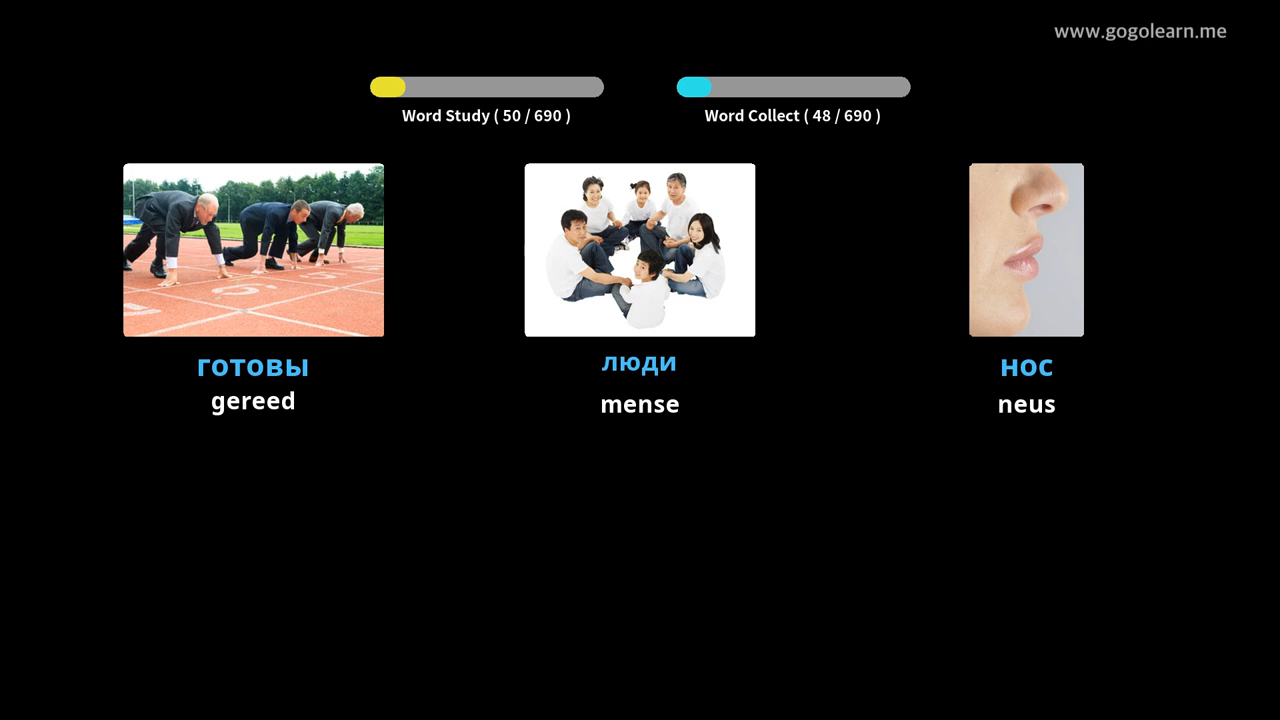 www.gogolearn.me
Word Study ( 50 / 690 )
Word Collect ( 48 / 690 )
готовы
люди
нос
gereed
mense
neus